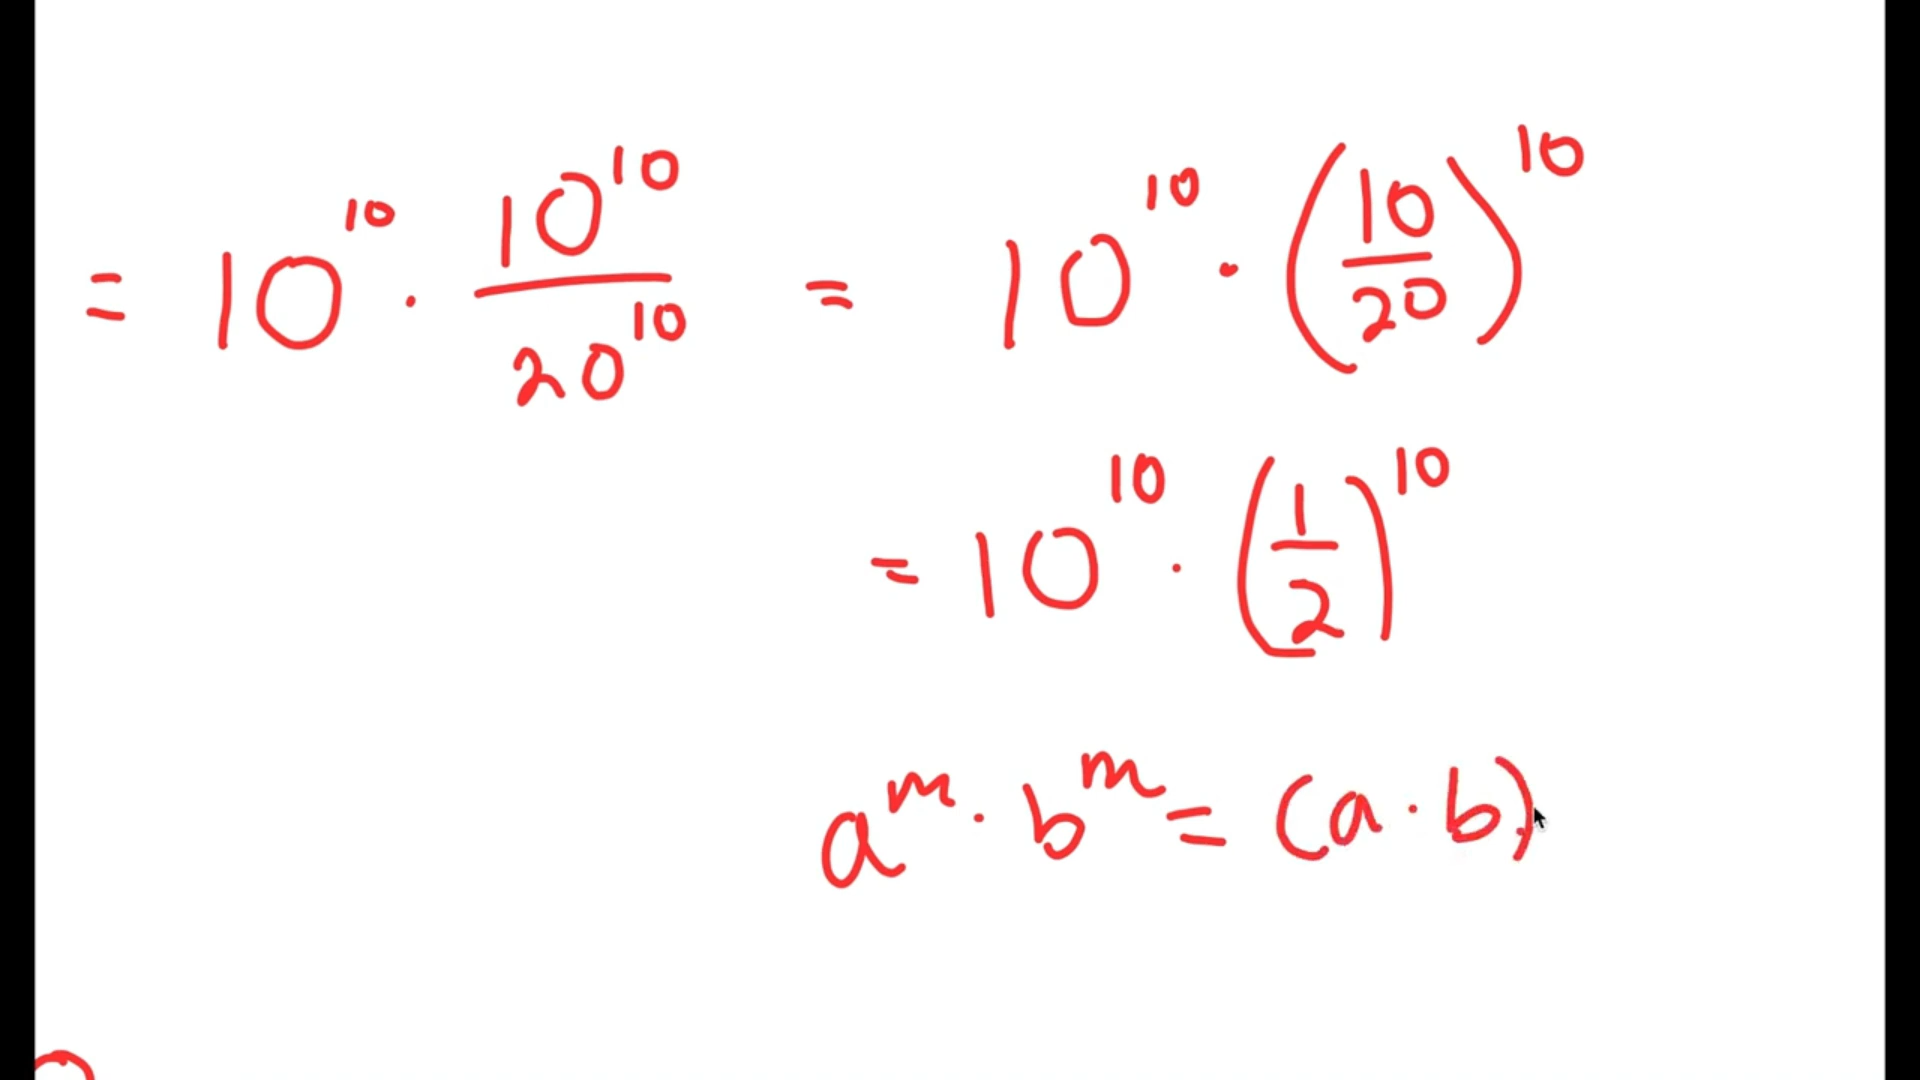 = 10^10 · 10^10/20^10 = 10^10 · (10/20)^10
= 10^10 · (1/2)^10
a^m · b^m = (a · b)